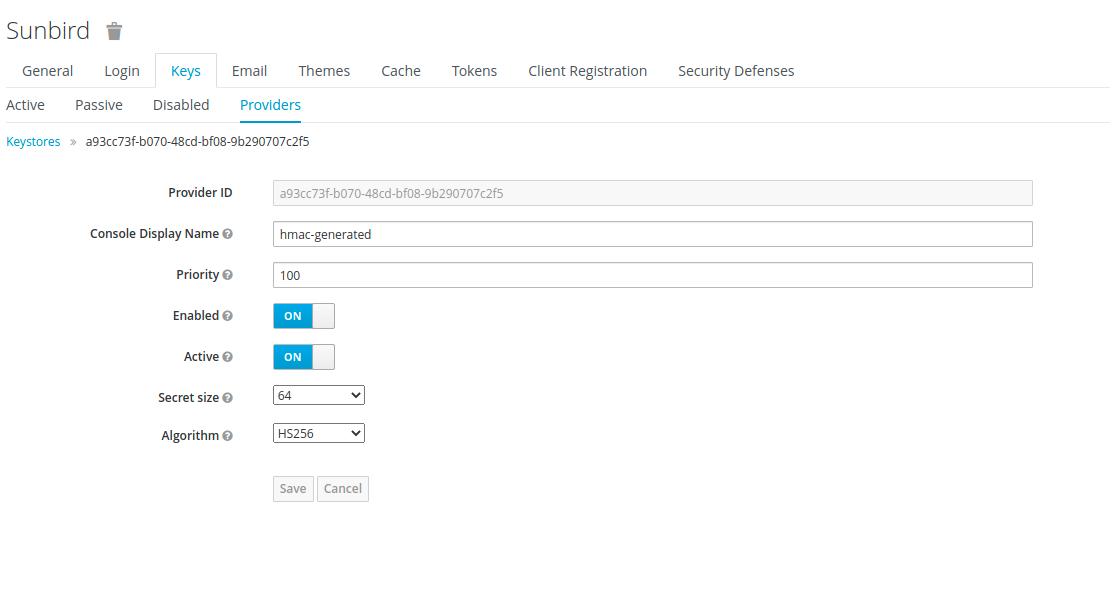 Sunbird
General Login Keys Email Themes Cache Tokens Client Registration Security Defenses
Active Passive Disabled Providers
Keystores » a93cc73f-b070-48cd-bf08-9b290707c2f5
Provider ID a93cc73f-b070-48cd-bf08-9b290707c2f5
Console Display Name ? hmac-generated
Priority ? 100
Enabled ? ON
Active ? ON
Secret size ? 64
Algorithm ? HS256
Save Cancel